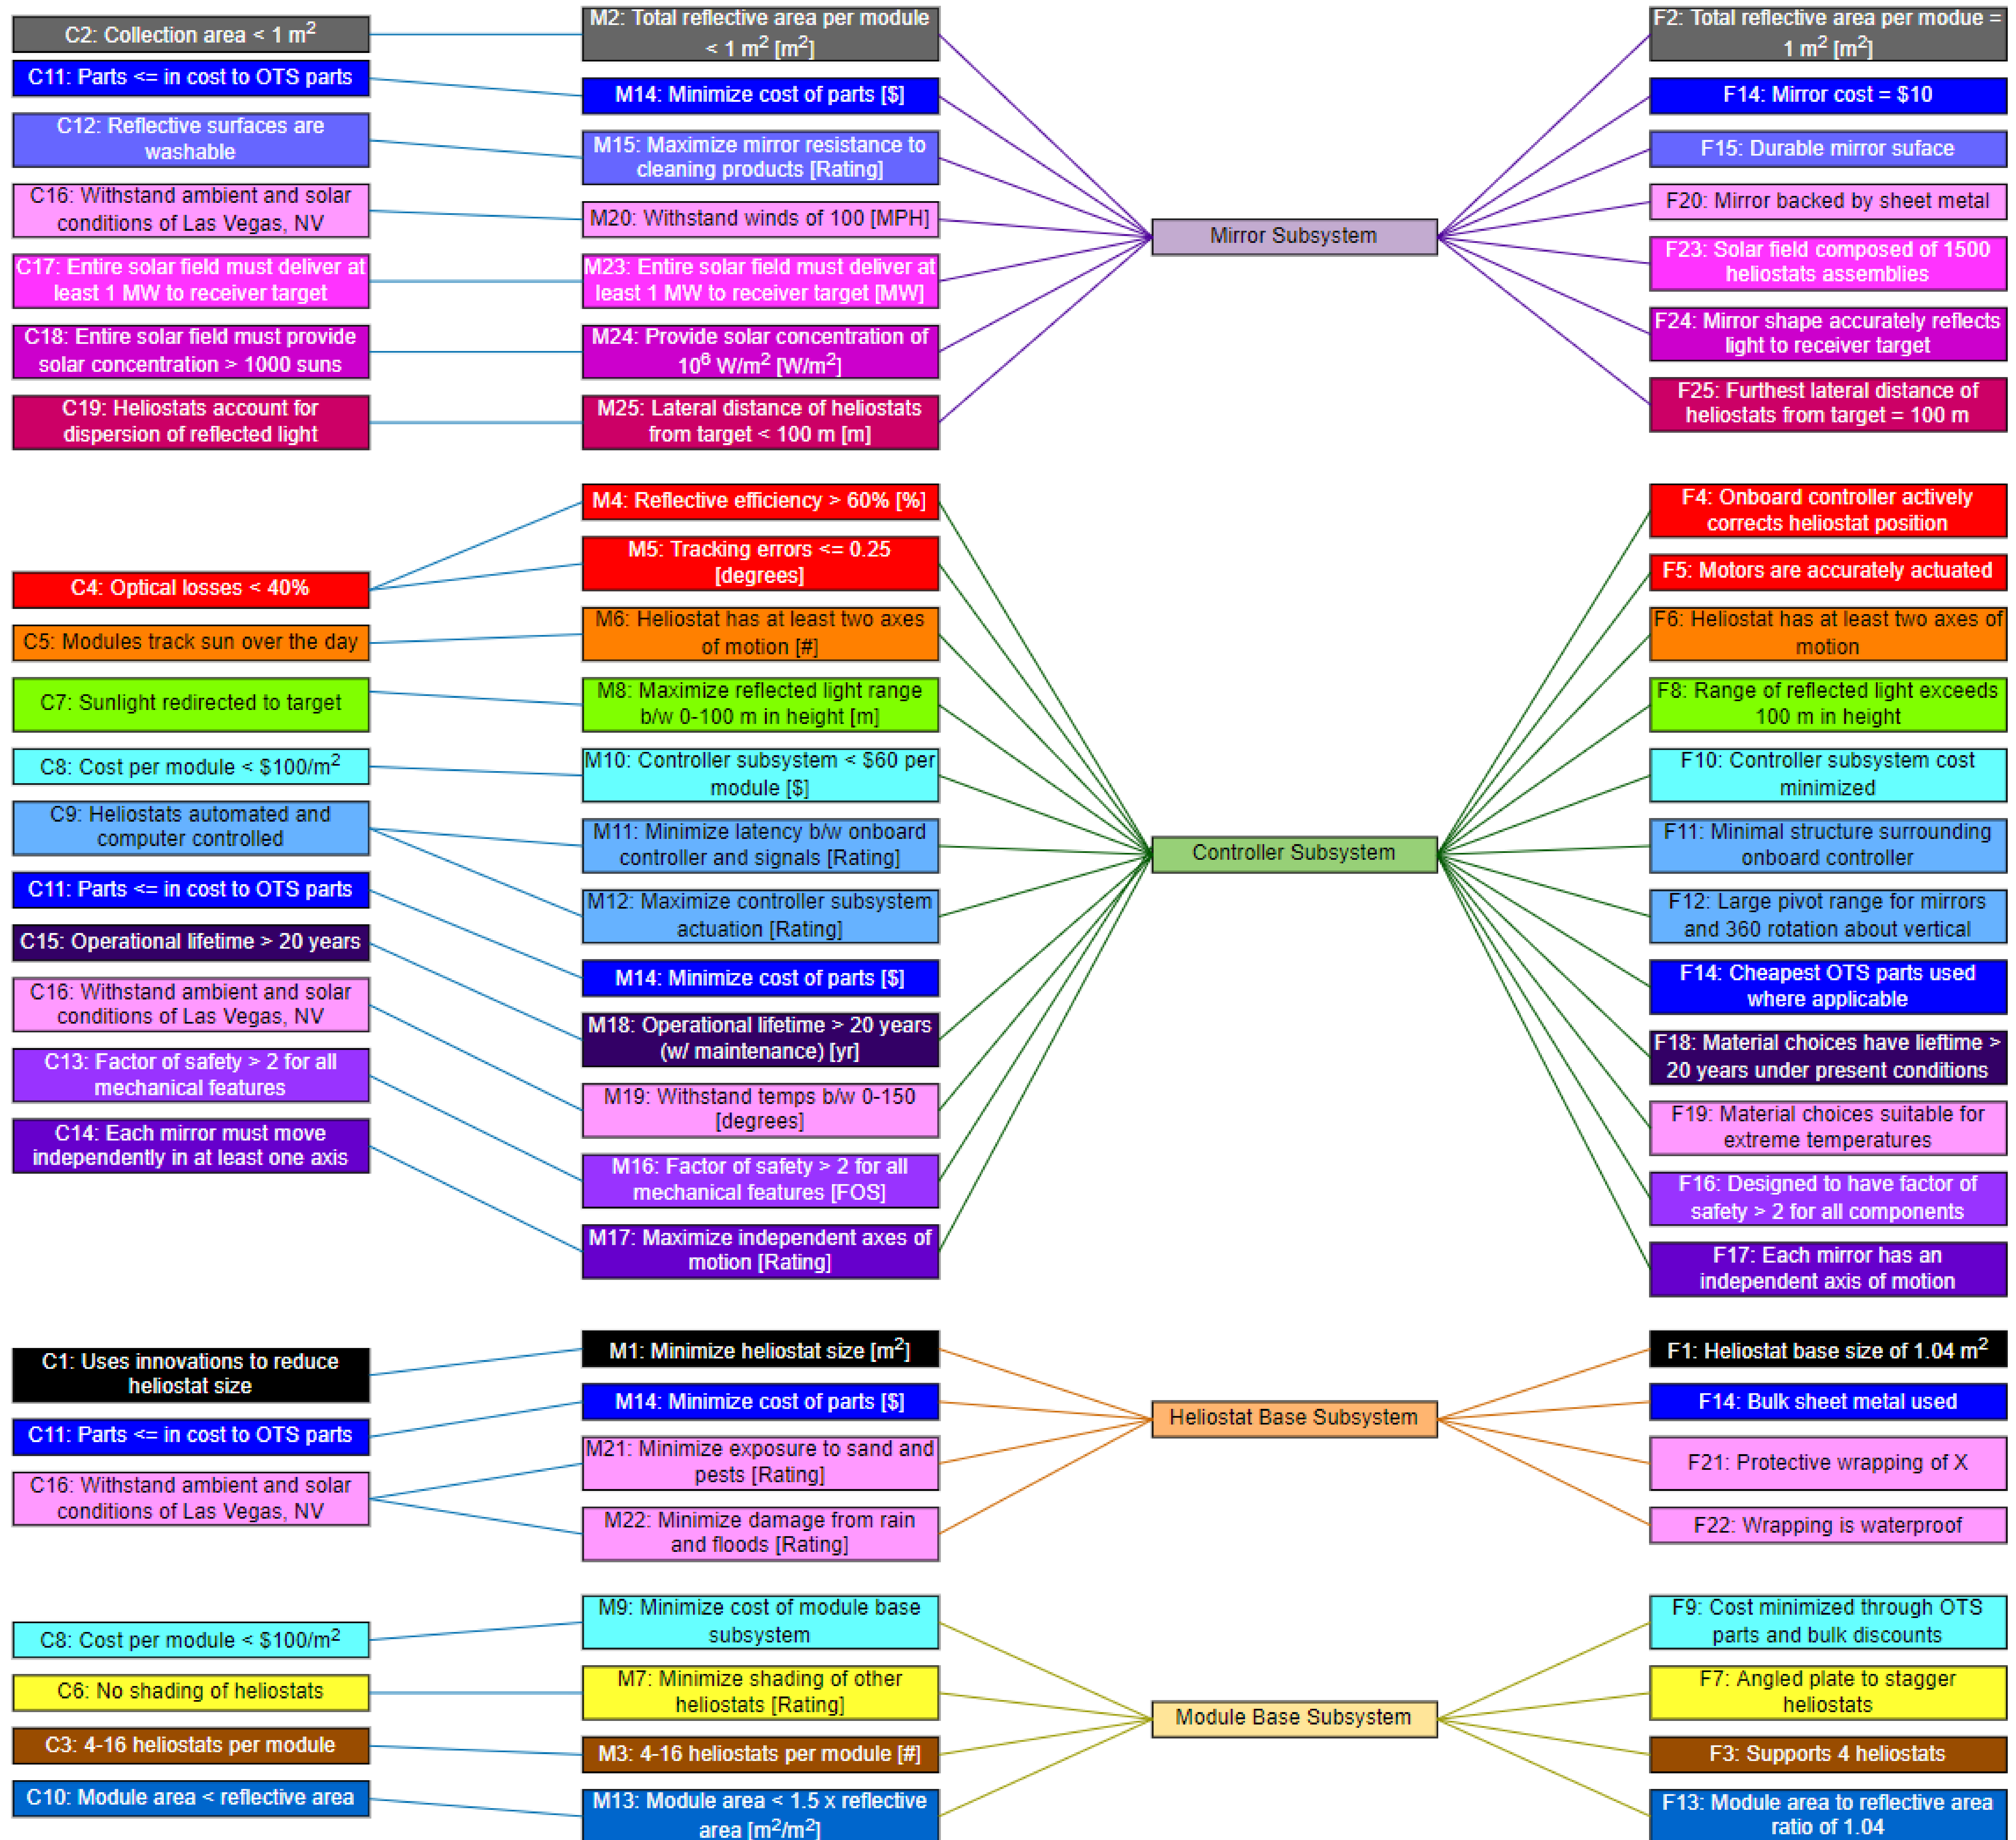 C2: Collection area < 1 m²
C11: Parts <= in cost to OTS parts
C12: Reflective surfaces are
washable
C16: Withstand ambient and solar
conditions of Las Vegas, NV
C17: Entire solar field must deliver at
least 1 MW to receiver target
C18: Entire solar field must provide
solar concentration > 1000 suns
C19: Heliostats account for
dispersion of reflected light
M2: Total reflective area per module
< 1 m² [m²]
M14: Minimize cost of parts [$]
M15: Maximize mirror resistance to
cleaning products [Rating]
M20: Withstand winds of 100 [MPH]
M23: Entire solar field must deliver at
least 1 MW to receiver target [MW]
M24: Provide solar concentration of
10⁶ W/m² [W/m²]
M25: Lateral distance of heliostats
from target < 100 m [m]
Mirror Subsystem
F2: Total reflective area per modue =
1 m² [m²]
F14: Mirror cost = $10
F15: Durable mirror suface
F20: Mirror backed by sheet metal
F23: Solar field composed of 1500
heliostats assemblies
F24: Mirror shape accurately reflects
light to receiver target
F25: Furthest lateral distance of
heliostats from target = 100 m
C4: Optical losses < 40%
C5: Modules track sun over the day
C7: Sunlight redirected to target
C8: Cost per module < $100/m²
C9: Heliostats automated and
computer controlled
C11: Parts <= in cost to OTS parts
C15: Operational lifetime > 20 years
C16: Withstand ambient and solar
conditions of Las Vegas, NV
C13: Factor of safety > 2 for all
mechanical features
C14: Each mirror must move
independently in at least one axis
M4: Reflective efficiency > 60% [%]
M5: Tracking errors <= 0.25
[degrees]
M6: Heliostat has at least two axes
of motion [#]
M8: Maximize reflected light range
b/w 0-100 m in height [m]
M10: Controller subsystem < $60 per
module [$]
M11: Minimize latency b/w onboard
controller and signals [Rating]
M12: Maximize controller subsystem
actuation [Rating]
M14: Minimize cost of parts [$]
M18: Operational lifetime > 20 years
(w/ maintenance) [yr]
M19: Withstand temps b/w 0-150
[degrees]
M16: Factor of safety > 2 for all
mechanical features [FOS]
M17: Maximize independent axes of
motion [Rating]
Controller Subsystem
F4: Onboard controller actively
corrects heliostat position
F5: Motors are accurately actuated
F6: Heliostat has at least two axes of
motion
F8: Range of reflected light exceeds
100 m in height
F10: Controller subsystem cost
minimized
F11: Minimal structure surrounding
onboard controller
F12: Large pivot range for mirrors
and 360 rotation about vertical
F14: Cheapest OTS parts used
where applicable
F18: Material choices have lieftime >
20 years under present conditions
F19: Material choices suitable for
extreme temperatures
F16: Designed to have factor of
safety > 2 for all components
F17: Each mirror has an
independent axis of motion
C1: Uses innovations to reduce
heliostat size
C11: Parts <= in cost to OTS parts
C16: Withstand ambient and solar
conditions of Las Vegas, NV
M1: Minimize heliostat size [m²]
M14: Minimize cost of parts [$]
M21: Minimize exposure to sand and
pests [Rating]
M22: Minimize damage from rain
and floods [Rating]
Heliostat Base Subsystem
F1: Heliostat base size of 1.04 m²
F14: Bulk sheet metal used
F21: Protective wrapping of X
F22: Wrapping is waterproof
C8: Cost per module < $100/m²
C6: No shading of heliostats
C3: 4-16 heliostats per module
C10: Module area < reflective area
M9: Minimize cost of module base
subsystem
M7: Minimize shading of other
heliostats [Rating]
M3: 4-16 heliostats per module [#]
M13: Module area < 1.5 x reflective
area [m²/m²]
Module Base Subsystem
F9: Cost minimized through OTS
parts and bulk discounts
F7: Angled plate to stagger
heliostats
F3: Supports 4 heliostats
F13: Module area to reflective area
ratio of 1.04